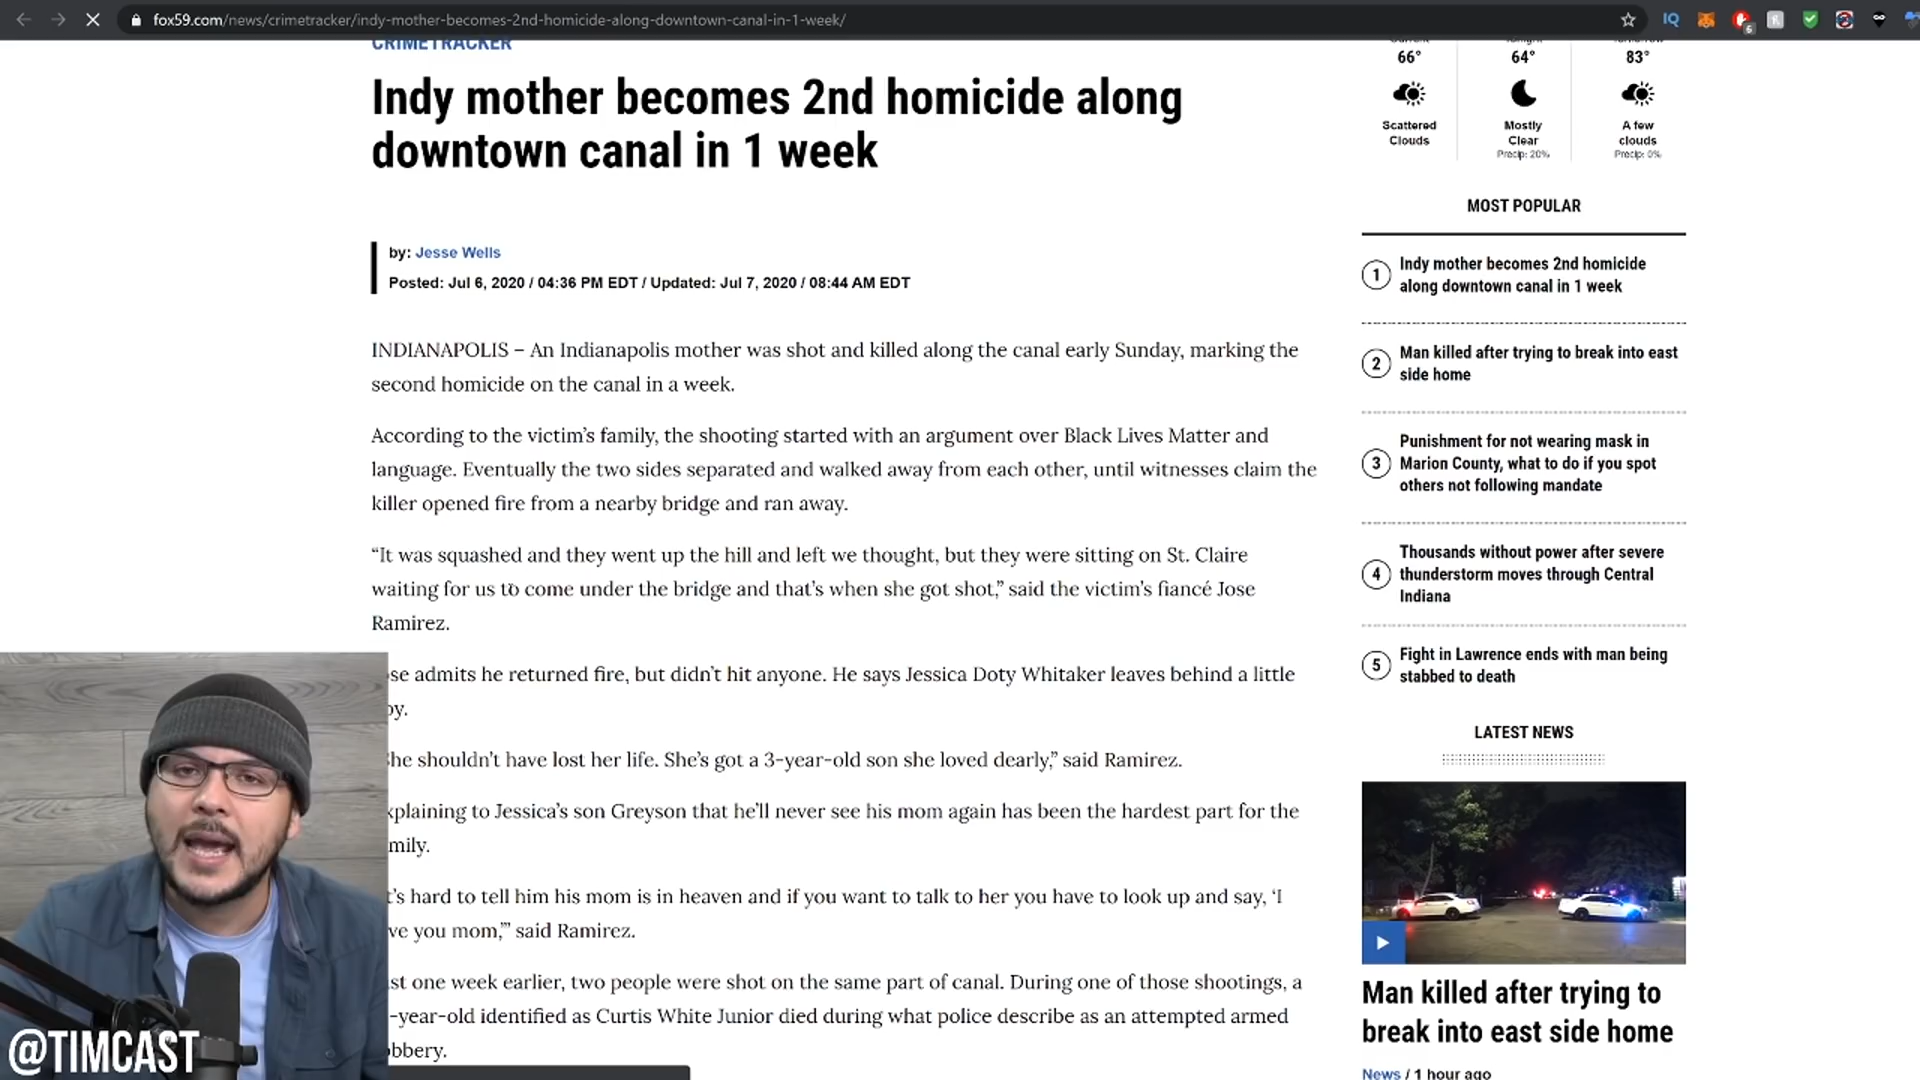 fox59.com/news/crimetracker/indy-mother-becomes-2nd-homicide-along-downtown-canal-in-1-week/
IQ
6
CRIMETRACKER
Indy mother becomes 2nd homicide along
downtown canal in 1 week
by: Jesse Wells
Posted: Jul 6, 2020 / 04:36 PM EDT / Updated: Jul 7, 2020 / 08:44 AM EDT
INDIANAPOLIS – An Indianapolis mother was shot and killed along the canal early Sunday, marking the
second homicide on the canal in a week.
According to the victim’s family, the shooting started with an argument over Black Lives Matter and
language. Eventually the two sides separated and walked away from each other, until witnesses claim the
killer opened fire from a nearby bridge and ran away.
“It was squashed and they went up the hill and left we thought, but they were sitting on St. Claire
waiting for us to come under the bridge and that’s when she got shot,” said the victim’s fiancé Jose
Ramirez.
se admits he returned fire, but didn’t hit anyone. He says Jessica Doty Whitaker leaves behind a little
oy.
he shouldn’t have lost her life. She’s got a 3-year-old son she loved dearly,” said Ramirez.
xplaining to Jessica’s son Greyson that he’ll never see his mom again has been the hardest part for the
mily.
t’s hard to tell him his mom is in heaven and if you want to talk to her you have to look up and say, ‘I
ve you mom,’” said Ramirez.
st one week earlier, two people were shot on the same part of canal. During one of those shootings, a
-year-old identified as Curtis White Junior died during what police describe as an attempted armed
obbery.
66°
64°
83°
Scattered
Clouds
Mostly
Clear
Precip: 20%
A few
clouds
Precip: 0%
MOST POPULAR
1 Indy mother becomes 2nd homicide
along downtown canal in 1 week
2 Man killed after trying to break into east
side home
3 Punishment for not wearing mask in
Marion County, what to do if you spot
others not following mandate
4 Thousands without power after severe
thunderstorm moves through Central
Indiana
5 Fight in Lawrence ends with man being
stabbed to death
LATEST NEWS
Man killed after trying to
break into east side home
News / 1 hour ago
@TIMCAST